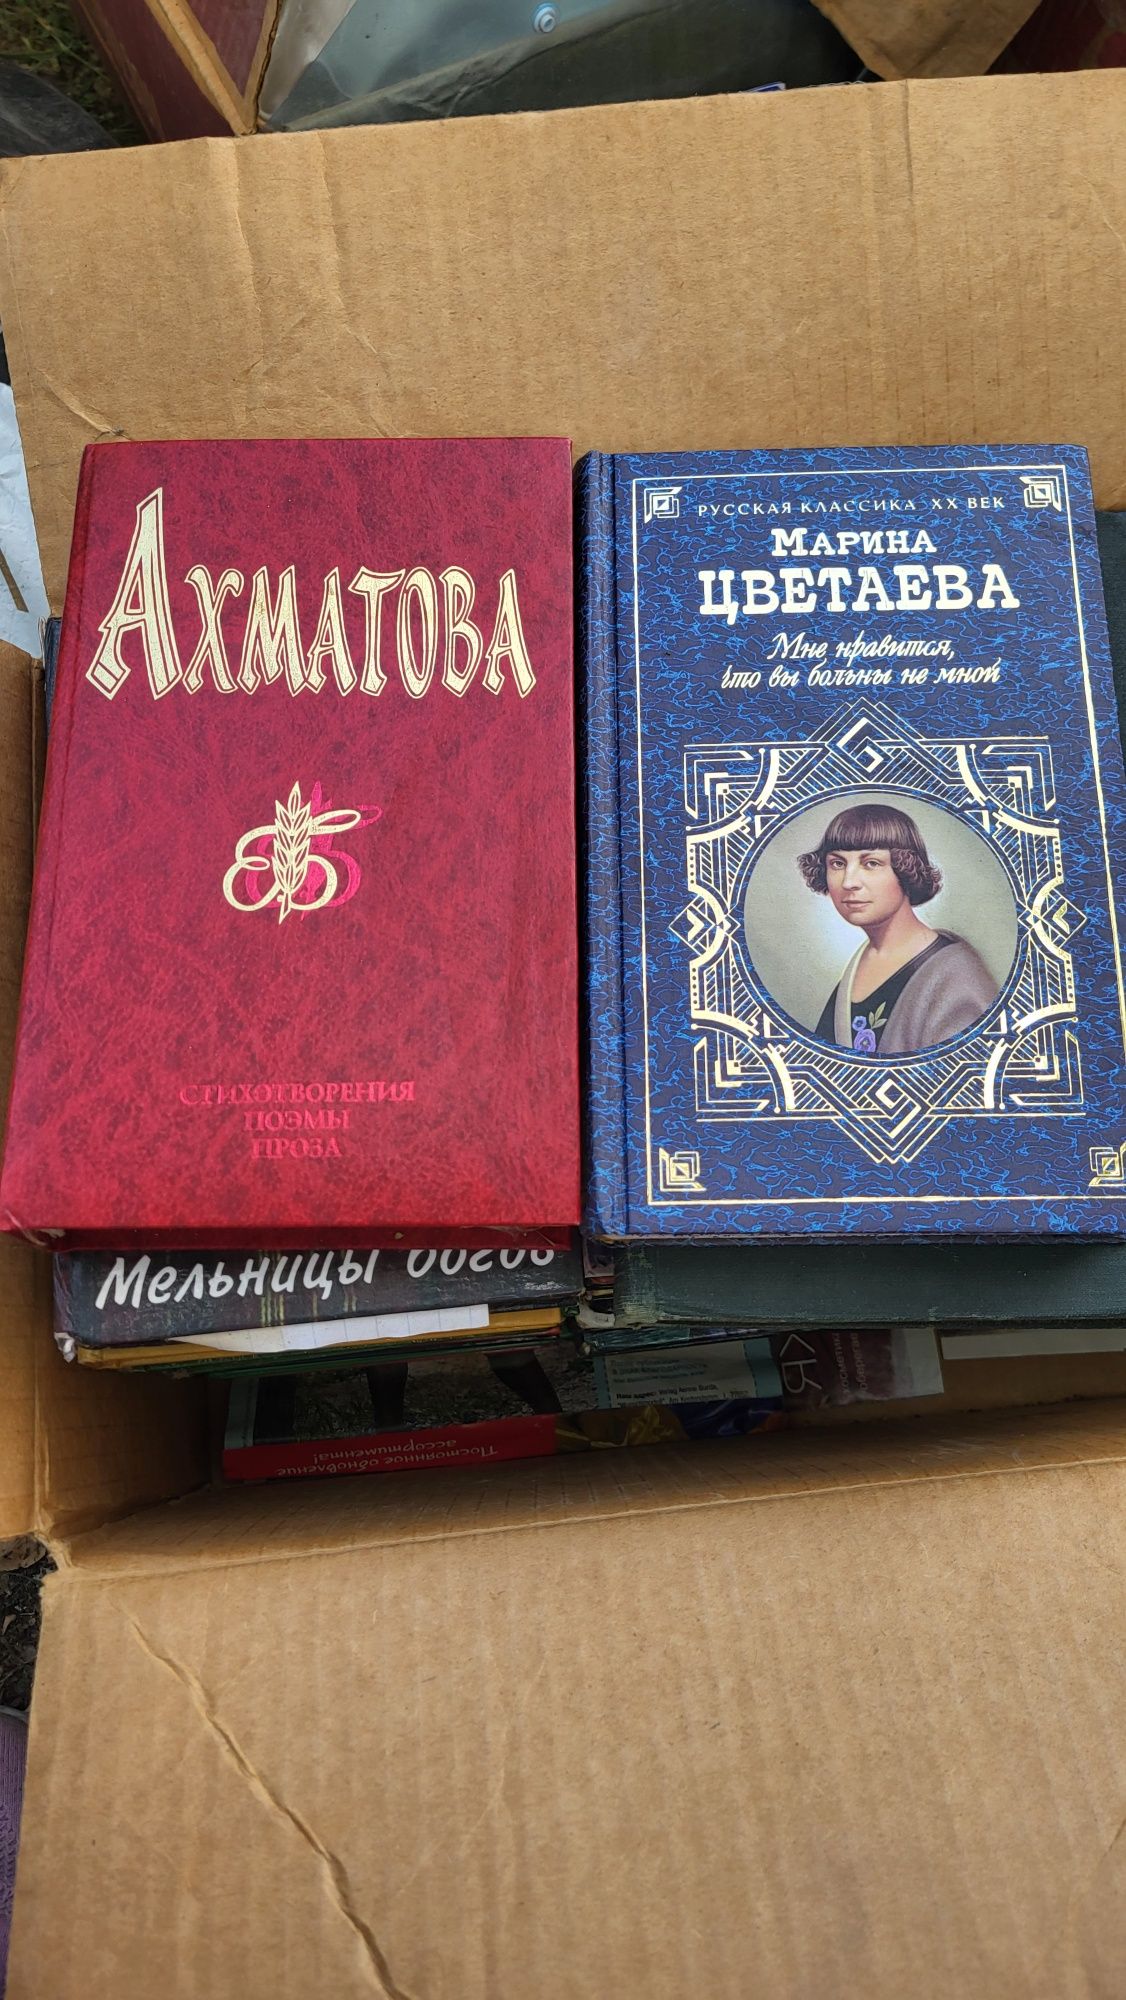 Ахматова
СТИХОТВОРЕНИЯ
ПОЭМЫ
ПРОЗА
РУССКАЯ КЛАССИКА XX ВЕК
МАРИНА
ЦВЕТАЕВА
Мне нравится,
что вы больны не мной
Мельницы богов
Постоянное обновление
ассортимента!